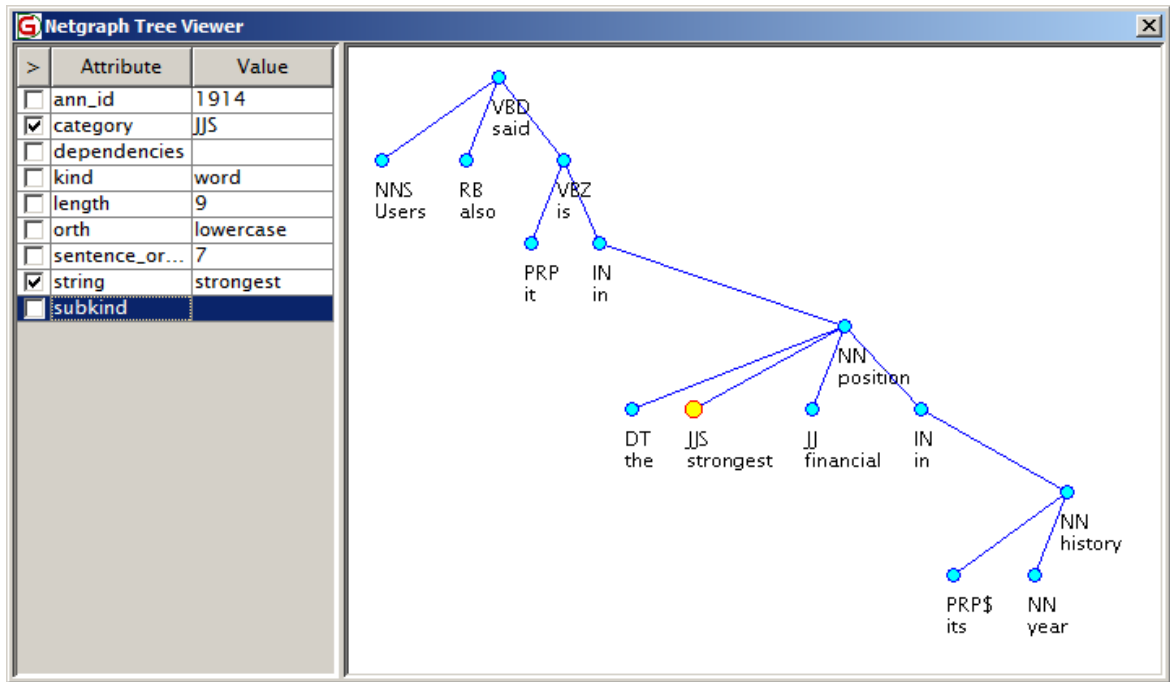 Netgraph Tree Viewer
> Attribute Value
ann_id 1914
category JJS
dependencies
kind word
length 9
orth lowercase
sentence_or... 7
string strongest
subkind
VBD
said
NNS RB VBZ
Users also is
PRP IN
it in
NN
position
DT JJS JJ IN
the strongest financial in
NN
history
PRP$ NN
its year